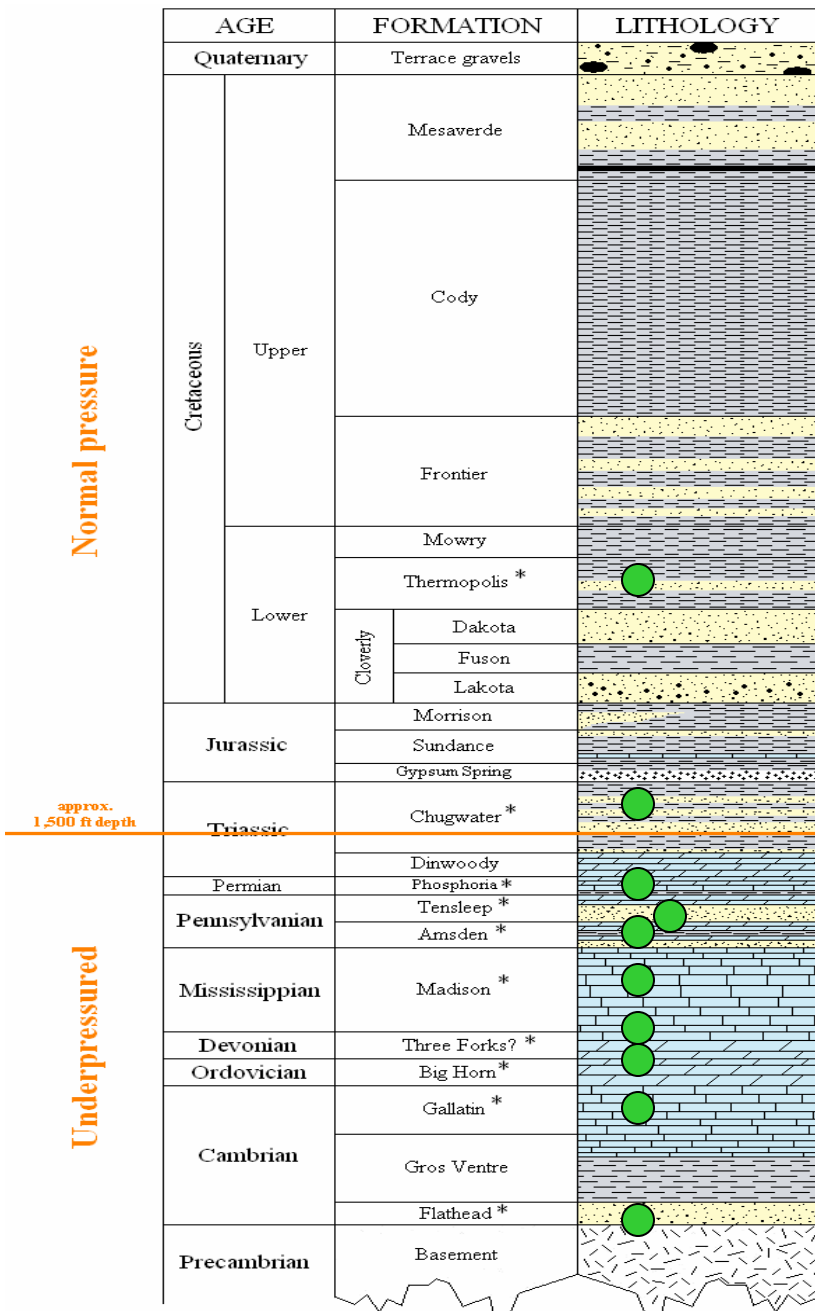 AGE FORMATION LITHOLOGY
Quaternary Terrace gravels
Mesaverde
Cody
Cretaceous
Upper
Normal pressure
Frontier
Mowry
Thermopolis *
Lower
Cloverly
Dakota
Fuson
Lakota
Morrison
Jurassic
Sundance
Gypsum Spring
approx.
1,500 ft depth
Triassic
Chugwater *
Dinwoody
Permian Phosphoria *
Tensleep *
Pennsylvanian
Amsden *
Underpressured
Mississippian Madison *
Devonian Three Forks? *
Ordovician Big Horn *
Gallatin *
Cambrian
Gros Ventre
Flathead *
Precambrian Basement